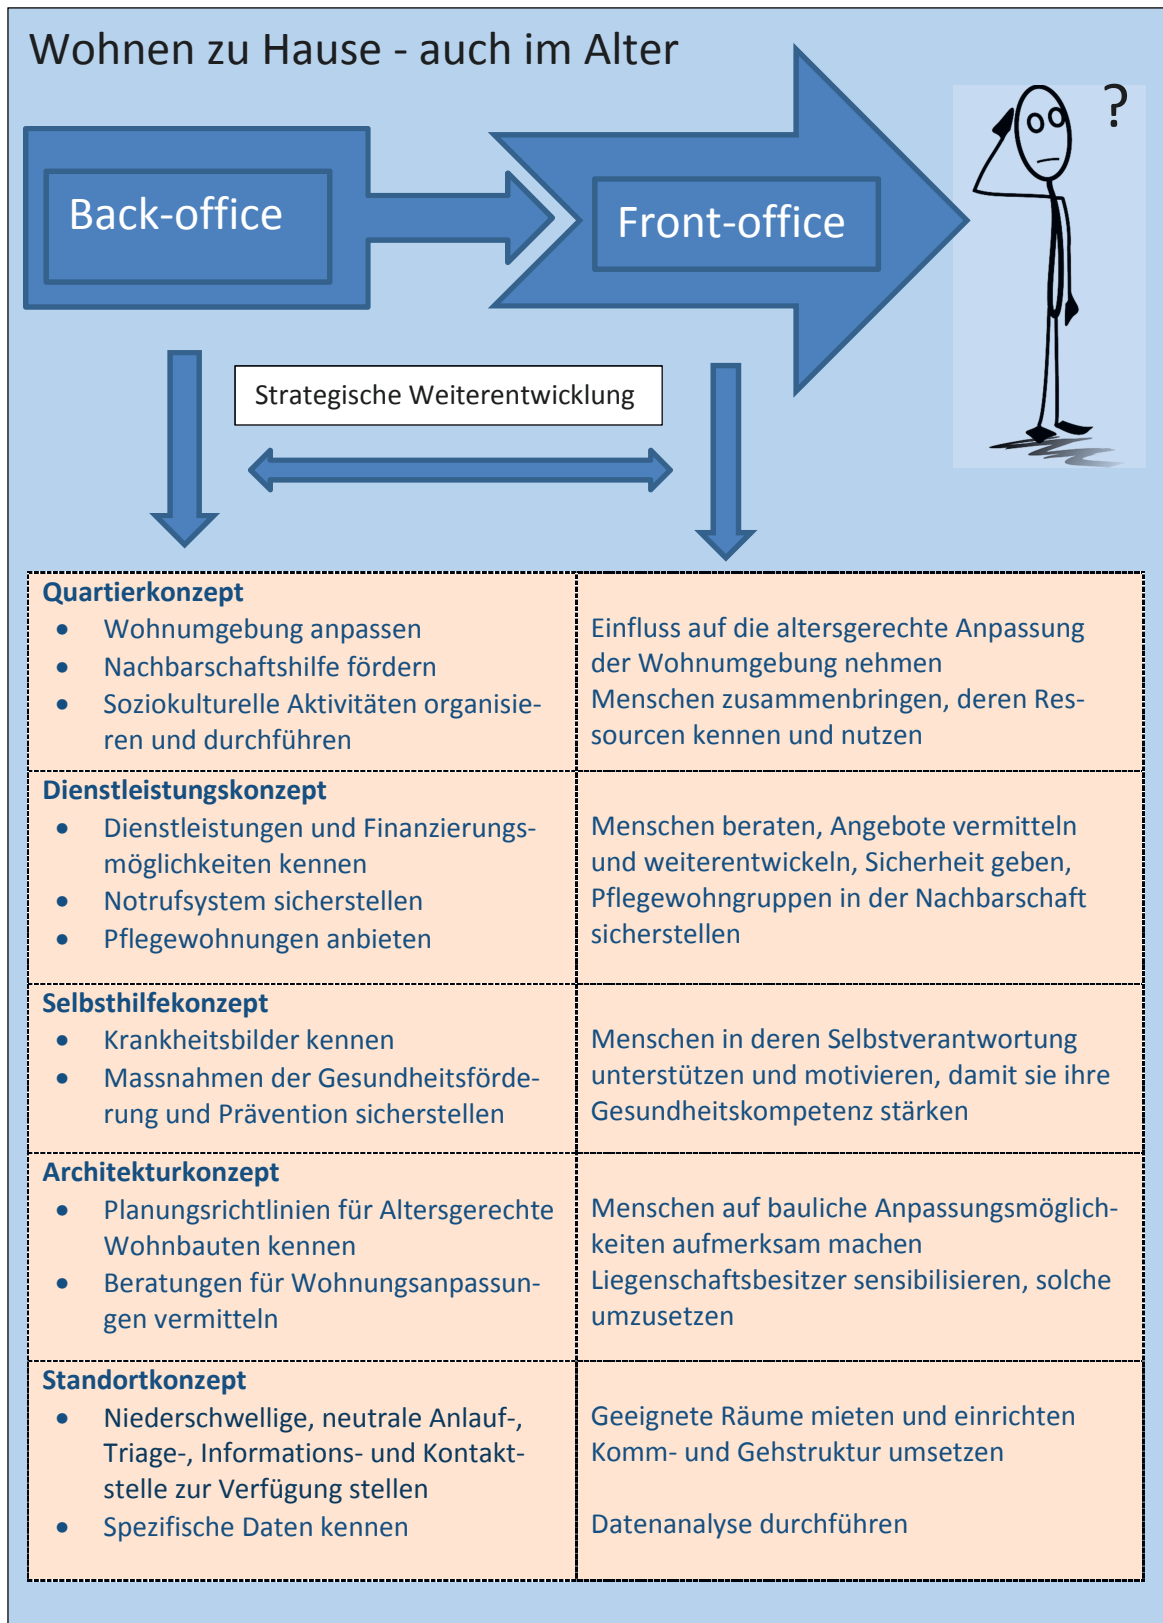 Wohnen zu Hause - auch im Alter
?
Back-office
Front-office
Strategische Weiterentwicklung
Quartierkonzept
• Wohnumgebung anpassen
• Nachbarschaftshilfe fördern
• Soziokulturelle Aktivitäten organisie-
ren und durchführen
Einfluss auf die altersgerechte Anpassung
der Wohnumgebung nehmen
Menschen zusammenbringen, deren Res-
sourcen kennen und nutzen
Dienstleistungskonzept
• Dienstleistungen und Finanzierungs-
möglichkeiten kennen
• Notrufsystem sicherstellen
• Pflegewohnungen anbieten
Menschen beraten, Angebote vermitteln
und weiterentwickeln, Sicherheit geben,
Pflegewohngruppen in der Nachbarschaft
sicherstellen
Selbsthilfekonzept
• Krankheitsbilder kennen
• Massnahmen der Gesundheitsförde-
rung und Prävention sicherstellen
Menschen in deren Selbstverantwortung
unterstützen und motivieren, damit sie ihre
Gesundheitskompetenz stärken
Architekturkonzept
• Planungsrichtlinien für Altersgerechte
Wohnbauten kennen
• Beratungen für Wohnungsanpassun-
gen vermitteln
Menschen auf bauliche Anpassungsmöglich-
keiten aufmerksam machen
Liegenschaftsbesitzer sensibilisieren, solche
umzusetzen
Standortkonzept
• Niederschwellige, neutrale Anlauf-,
Triage-, Informations- und Kontakt-
stelle zur Verfügung stellen
• Spezifische Daten kennen
Geeignete Räume mieten und einrichten
Komm- und Gehstruktur umsetzen
Datenanalyse durchführen